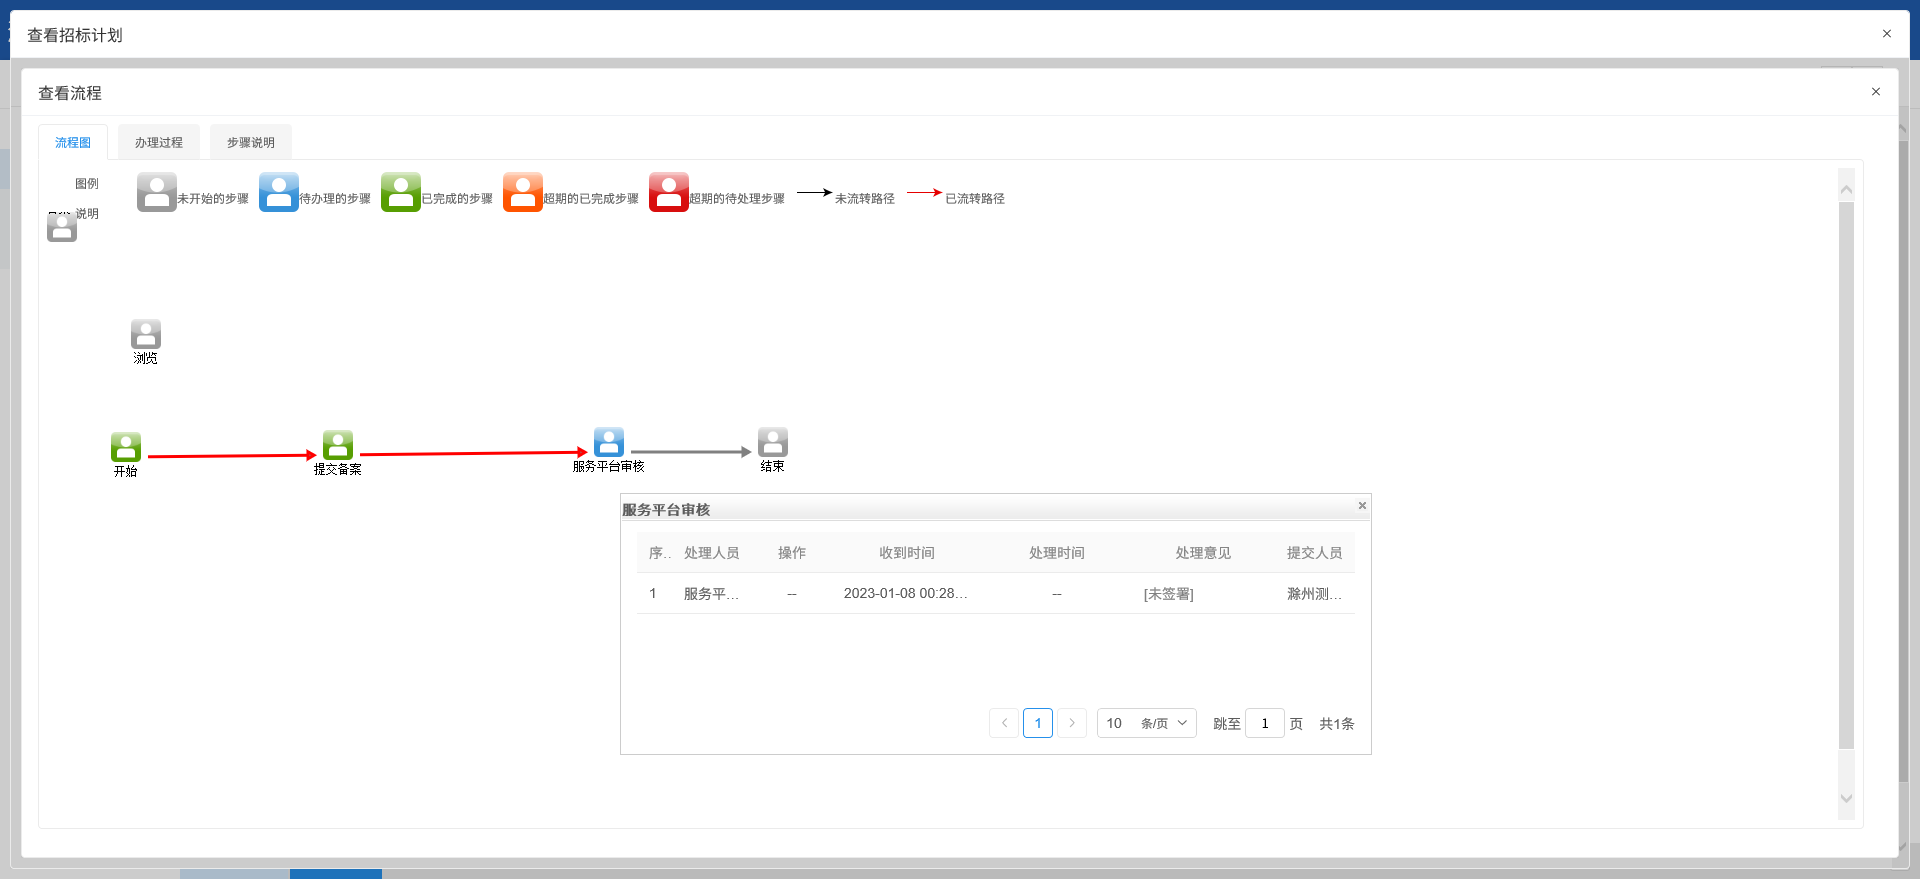 查看招标计划
查看流程
流程图 办理过程 步骤说明
图例
说明
未开始的步骤 待办理的步骤 已完成的步骤 超期的已完成步骤 超期的待处理步骤 未流转路径 已流转路径
浏览
开始 提交备案 服务平台审核 结束
服务平台审核
序.. 处理人员 操作 收到时间 处理时间 处理意见 提交人员
1 服务平... -- 2023-01-08 00:28... -- [未签署] 滁州测...
1 10 条/页 跳至 1 页 共1条